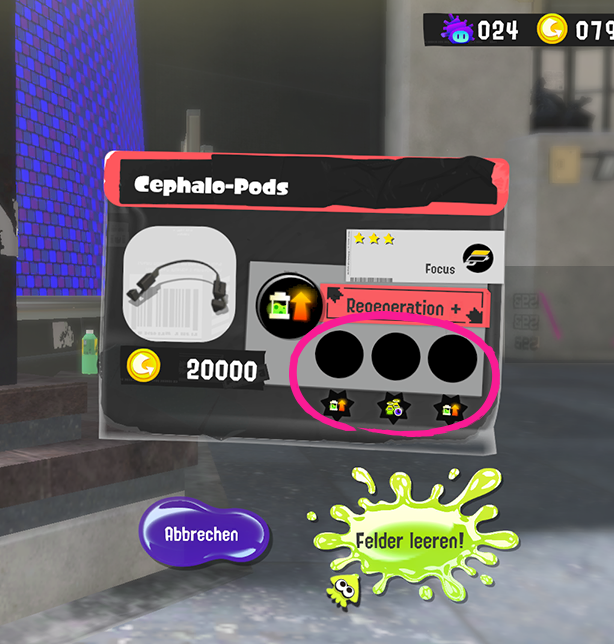 024
079
Cephalo-Pods
Focus
Regeneration +
20000
Abbrechen
Felder leeren!